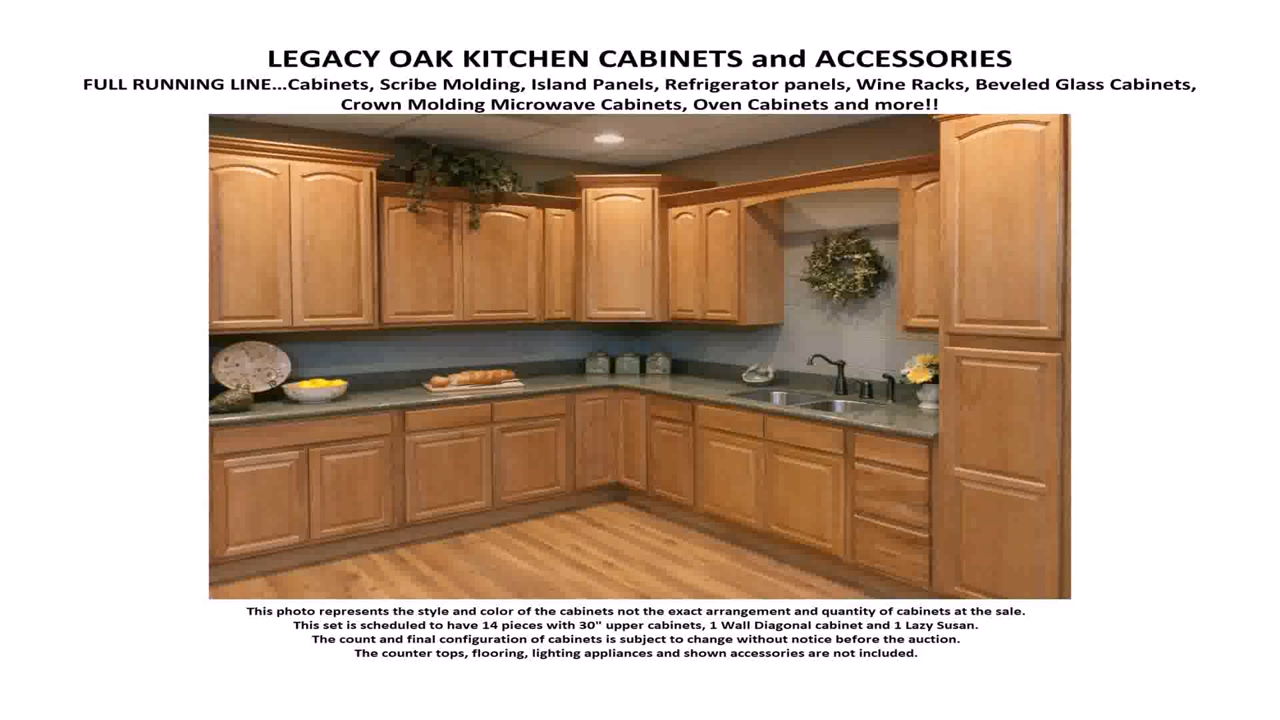 LEGACY OAK KITCHEN CABINETS and ACCESSORIES
FULL RUNNING LINE...Cabinets, Scribe Molding, Island Panels, Refrigerator panels, Wine Racks, Beveled Glass Cabinets,
Crown Molding Microwave Cabinets, Oven Cabinets and more!!
This photo represents the style and color of the cabinets not the exact arrangement and quantity of cabinets at the sale.
This set is scheduled to have 14 pieces with 30" upper cabinets, 1 Wall Diagonal cabinet and 1 Lazy Susan.
The count and final configuration of cabinets is subject to change without notice before the auction.
The counter tops, flooring, lighting appliances and shown accessories are not included.